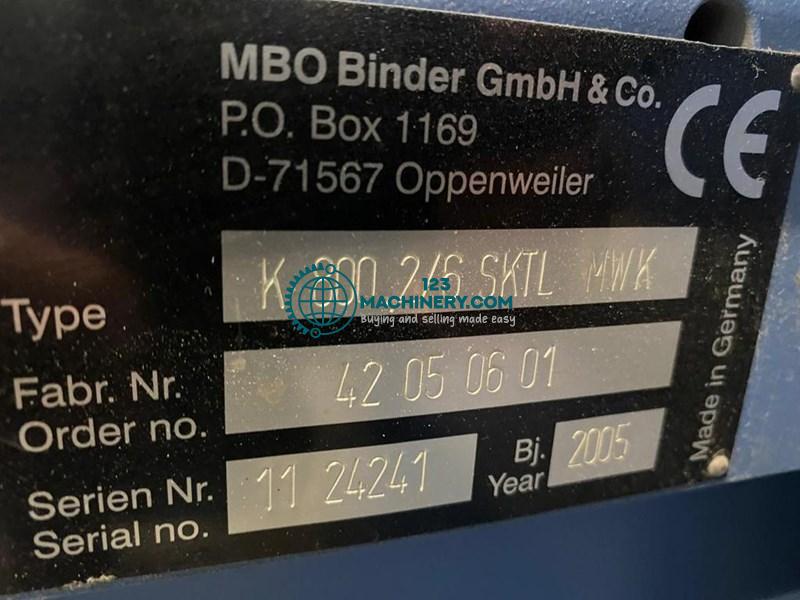 MBO Binder GmbH & Co.
P.O. Box 1169
D-71567 Oppenweiler
CE
Type K 800 2/6 SKTL MWK
123
MACHINERY.COM
Buying and selling made easy
Fabr. Nr.
Order no. 42 05 06 01
Serien Nr.
Serial no. 11 24241
Bj.
Year 2005
Made in Germany